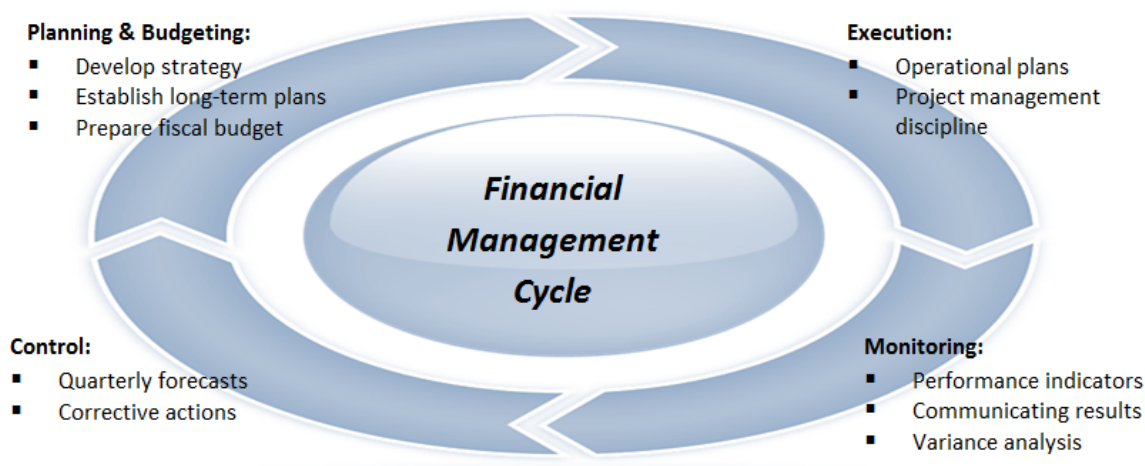 Planning & Budgeting:
▪ Develop strategy
▪ Establish long-term plans
▪ Prepare fiscal budget
Execution:
▪ Operational plans
▪ Project management
discipline
Financial
Management
Cycle
Control:
▪ Quarterly forecasts
▪ Corrective actions
Monitoring:
▪ Performance indicators
▪ Communicating results
▪ Variance analysis